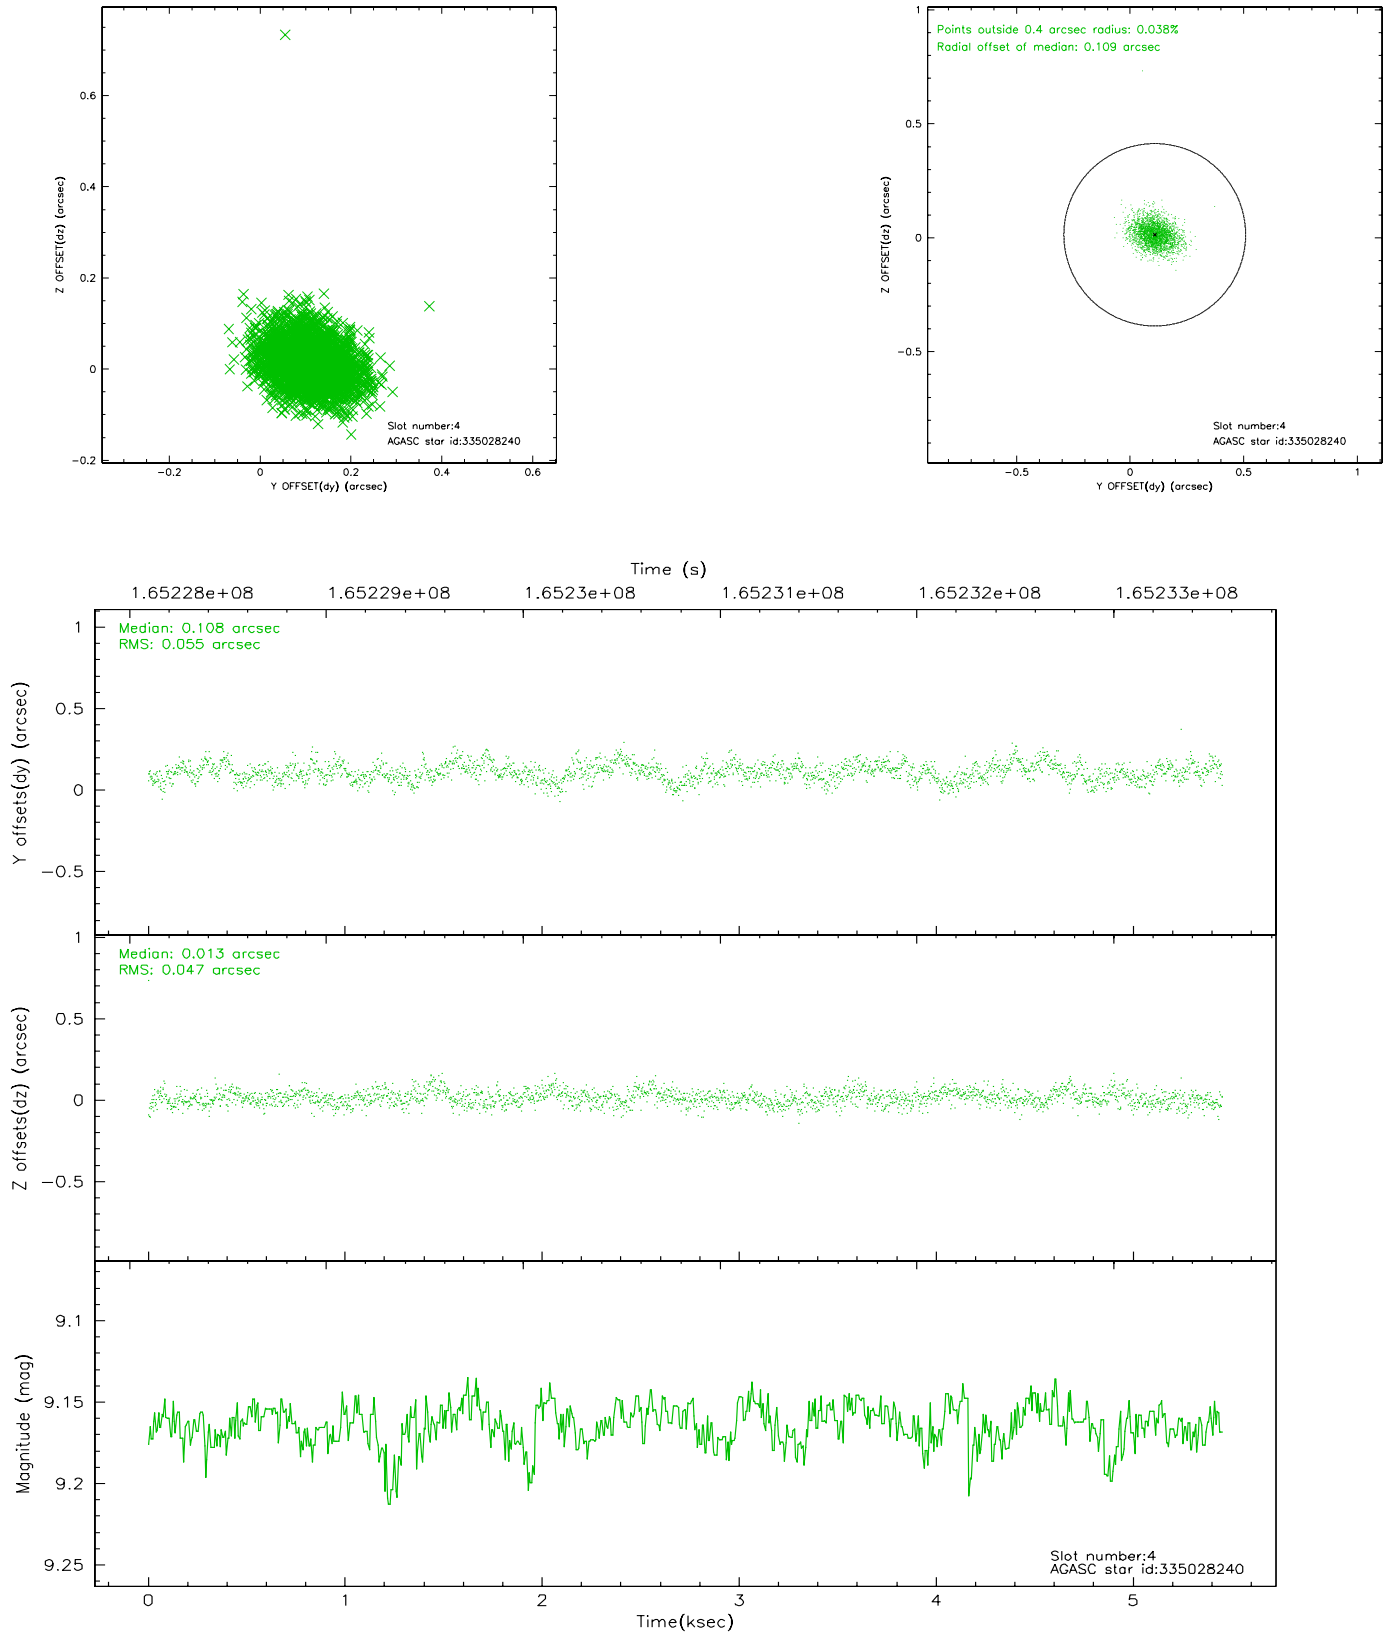 0.6
0.4
0.2
0
-0.2
-0.2
0
0.2
0.4
0.6
Z OFFSET(dz) (arcsec)
Y OFFSET(dy) (arcsec)
Slot number:4
AGASC star id:335028240
Points outside 0.4 arcsec radius: 0.038%
Radial offset of median: 0.109 arcsec
1
0.5
0
-0.5
-0.5
0
0.5
1
Z OFFSET(dz) (arcsec)
Y OFFSET(dy) (arcsec)
Slot number:4
AGASC star id:335028240
Time (s)
1.65228e+08 1.65229e+08 1.6523e+08 1.65231e+08 1.65232e+08 1.65233e+08
Median: 0.108 arcsec
RMS: 0.055 arcsec
1
0.5
0
-0.5
Y offsets(dy) (arcsec)
Median: 0.013 arcsec
RMS: 0.047 arcsec
1
0.5
0
-0.5
Z offsets(dz) (arcsec)
9.1
9.15
9.2
9.25
Magnitude (mag)
Slot number:4
AGASC star id:335028240
0 1 2 3 4 5
Time(ksec)